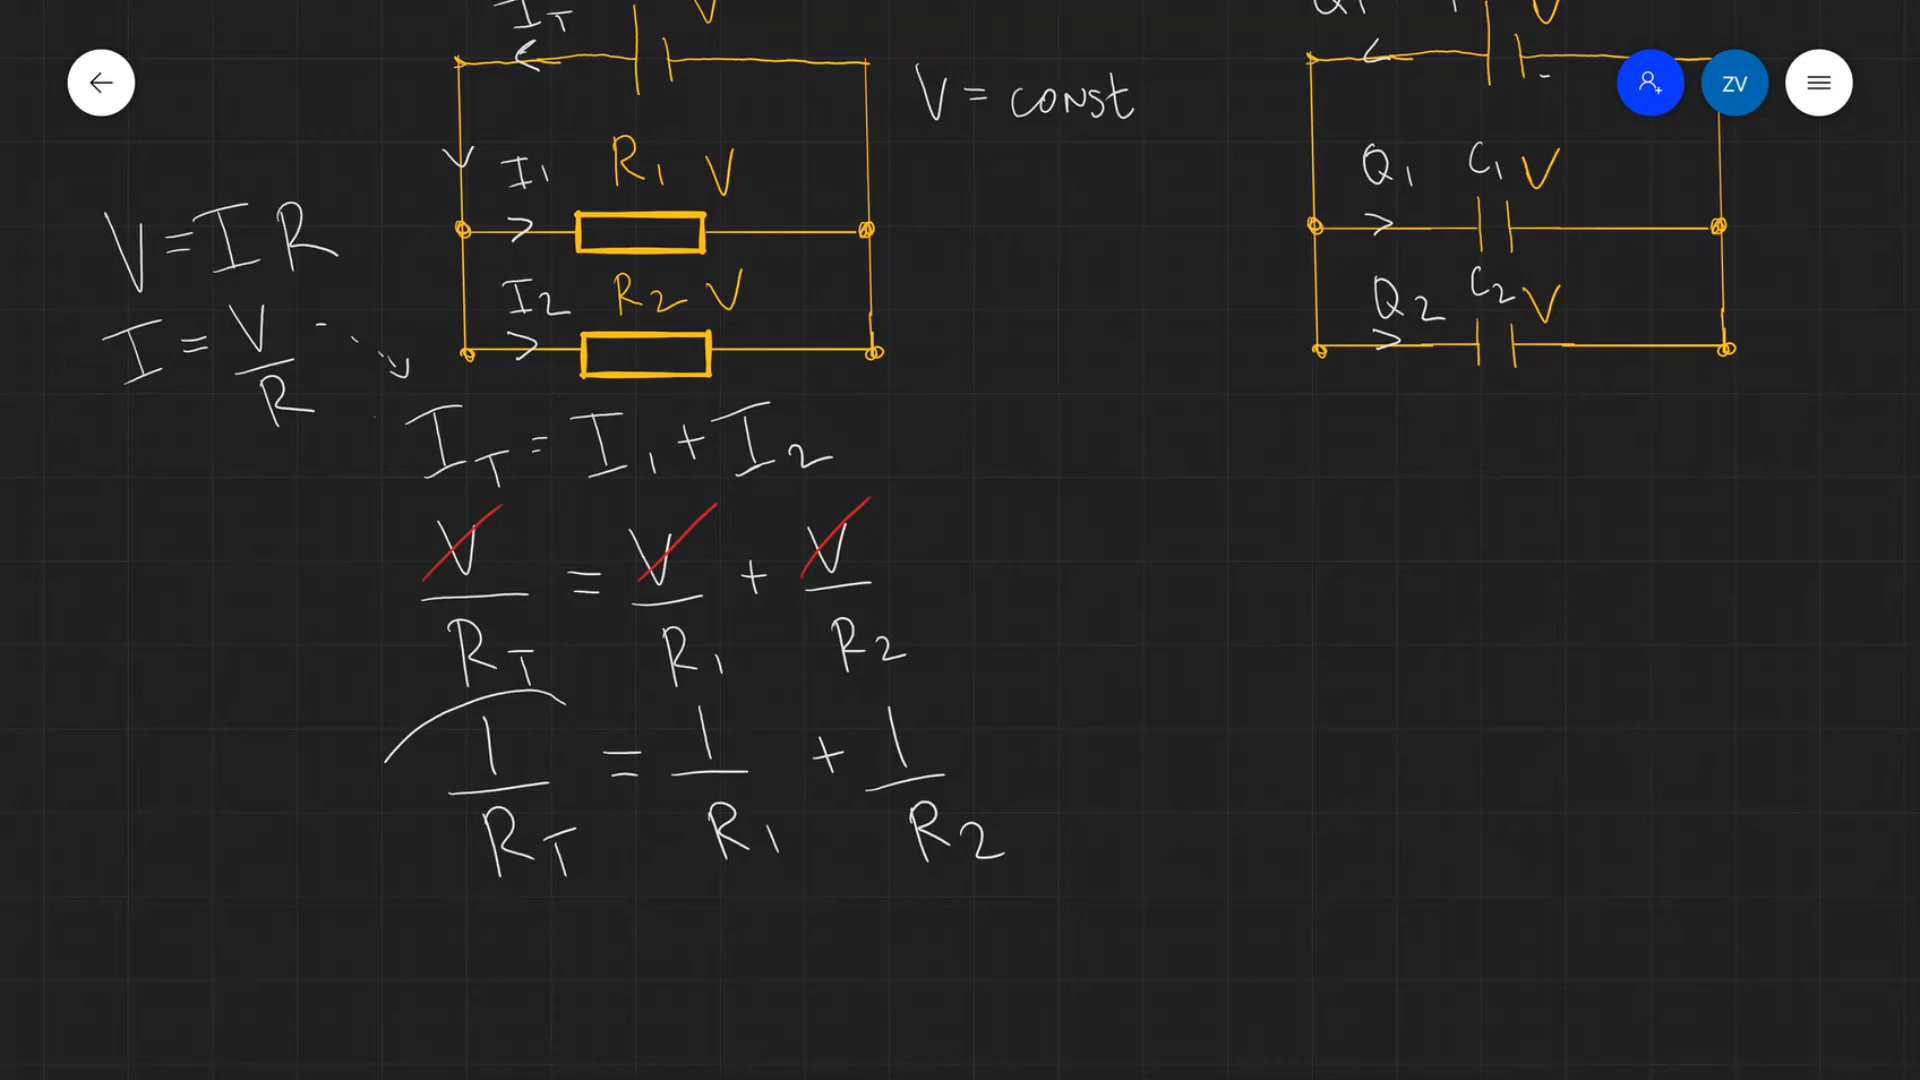 I_T V
Q_T V
V = const
I_1 R_1 V
Q_1 C_1 V
V = I R
I_2 R_2 V
Q_2 C_2 V
I = V/R
I_T = I_1 + I_2
V/R_T = V/R_1 + V/R_2
1/R_T = 1/R_1 + 1/R_2
ZV